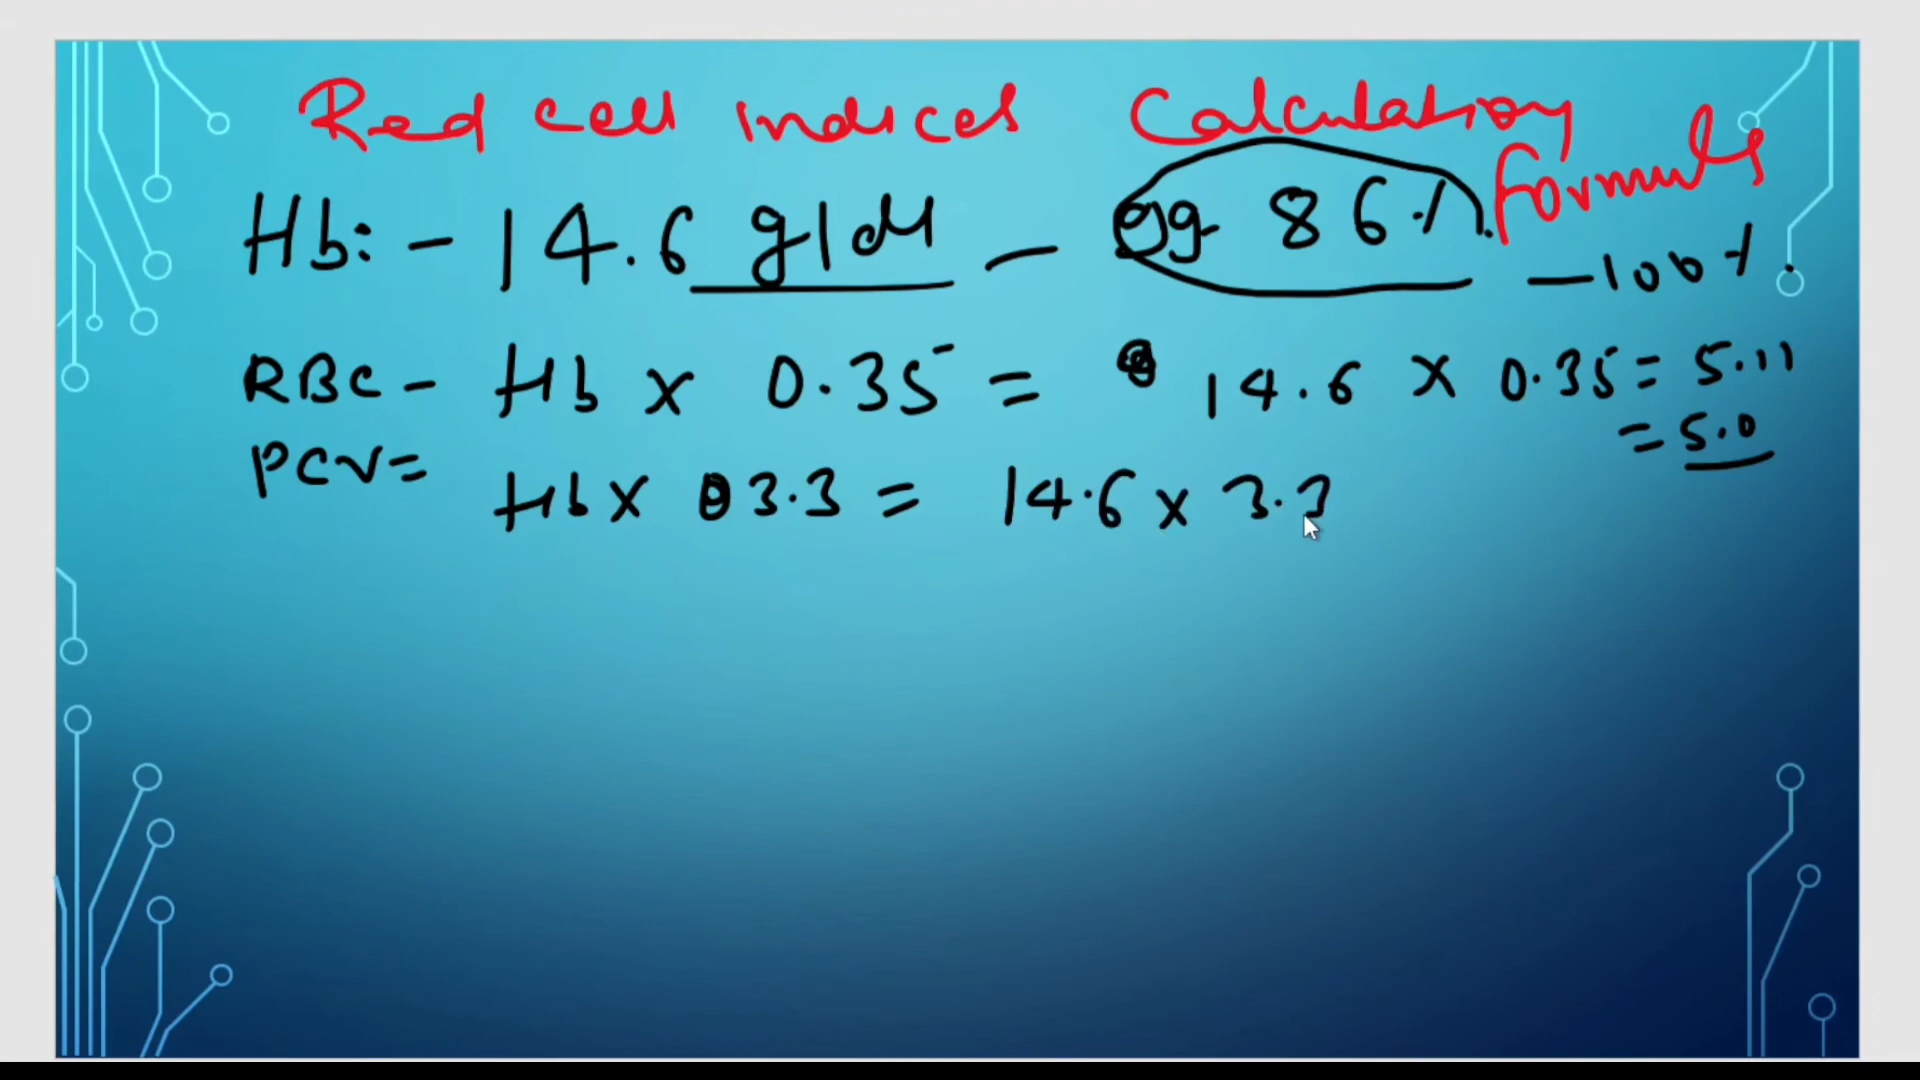 Red cell indices Calculation
formula
Hb:- 14.6 g/dl — 86%. — 100%.
RBC - Hb x 0.35 = 14.6 x 0.35 = 5.11
= 5.0
PCV =
Hb x 3.3 = 14.6 x 3.3